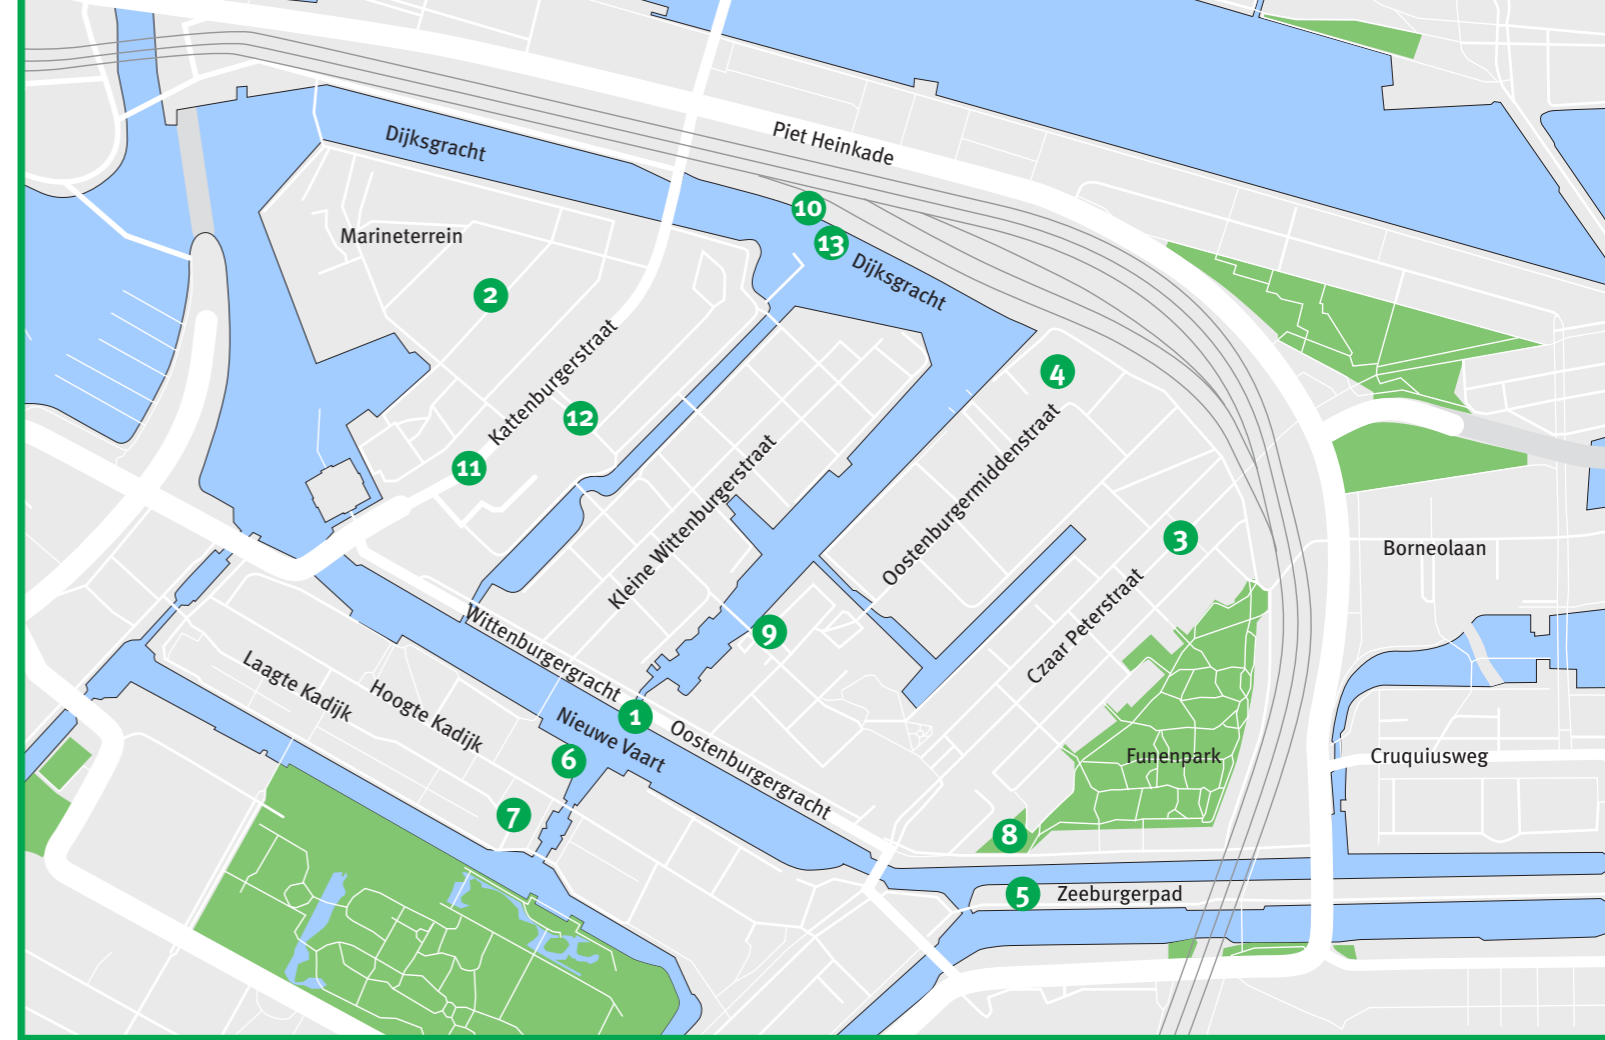 Dijksgracht
Piet Heinkade
10
13
Marineterrein
Dijksgracht
2
Kattenburgerstraat
4
12
11
Kleine Wittenburgerstraat
Oostenburgermiddenstraat
3
Borneolaan
9
Wittenburgergracht
Czaar Peterstraat
Laagte Kadijk
Hoogte Kadijk
1
Nieuwe Vaart
Oostenburgergracht
6
Funenpark
Cruquiusweg
7
8
5
Zeeburgerpad